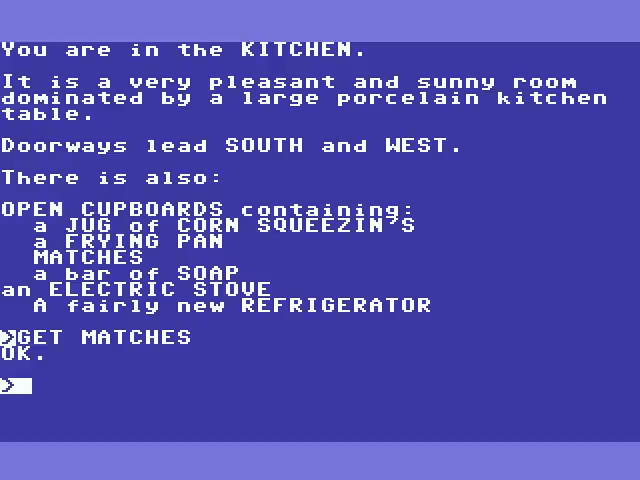 You are in the KITCHEN.
It is a very pleasant and sunny room
dominated by a large porcelain kitchen
table.
Doorways lead SOUTH and WEST.
There is also:
OPEN CUPBOARDS containing:
a JUG of CORN SQUEEZIN'S
a FRYING PAN
MATCHES
a bar of SOAP
an ELECTRIC STOVE
A fairly new REFRIGERATOR
>GET MATCHES
OK.
>